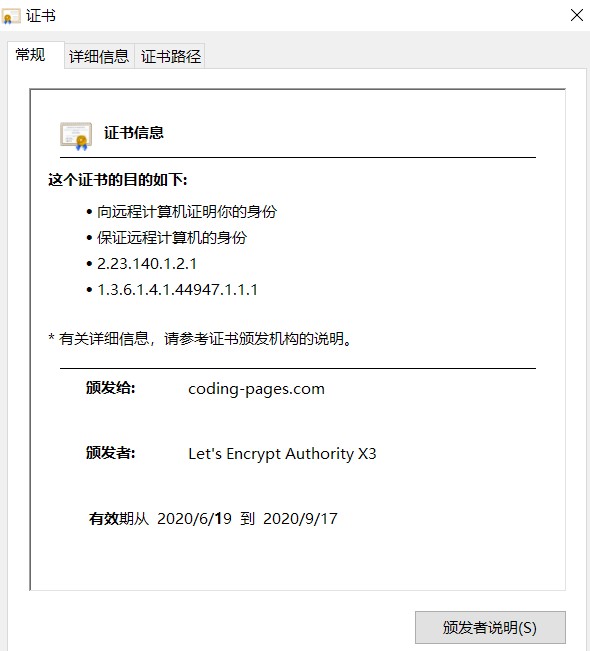 证书
常规 详细信息 证书路径
证书信息
这个证书的目的如下:
• 向远程计算机证明你的身份
• 保证远程计算机的身份
• 2.23.140.1.2.1
• 1.3.6.1.4.1.44947.1.1.1
* 有关详细信息，请参考证书颁发机构的说明。
颁发给: coding-pages.com
颁发者: Let's Encrypt Authority X3
有效期从 2020/6/19 到 2020/9/17
颁发者说明(S)